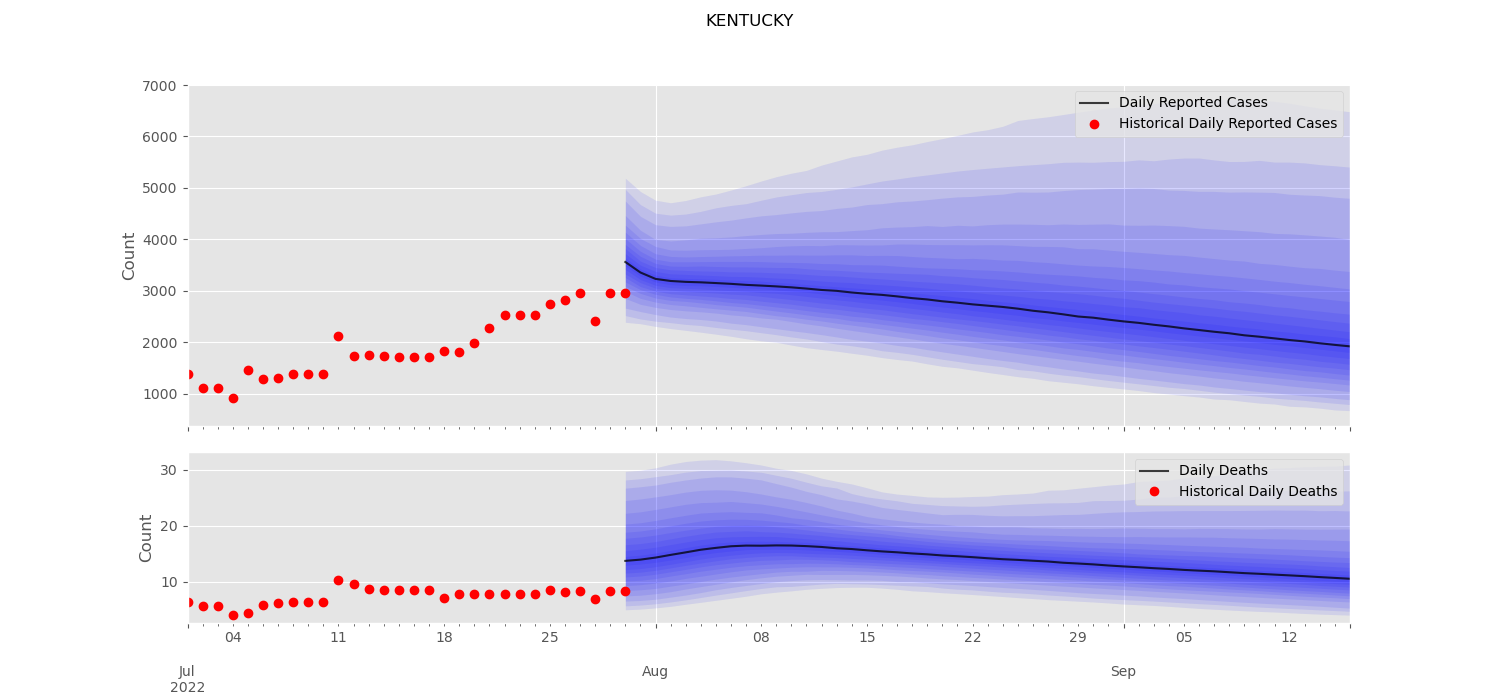 KENTUCKY
7000
6000
5000
4000
3000
2000
1000
Count
Daily Reported Cases
Historical Daily Reported Cases
30
20
10
Count
Daily Deaths
Historical Daily Deaths
04 11 18 25 08 15 22 29 05 12
Jul Aug Sep
2022